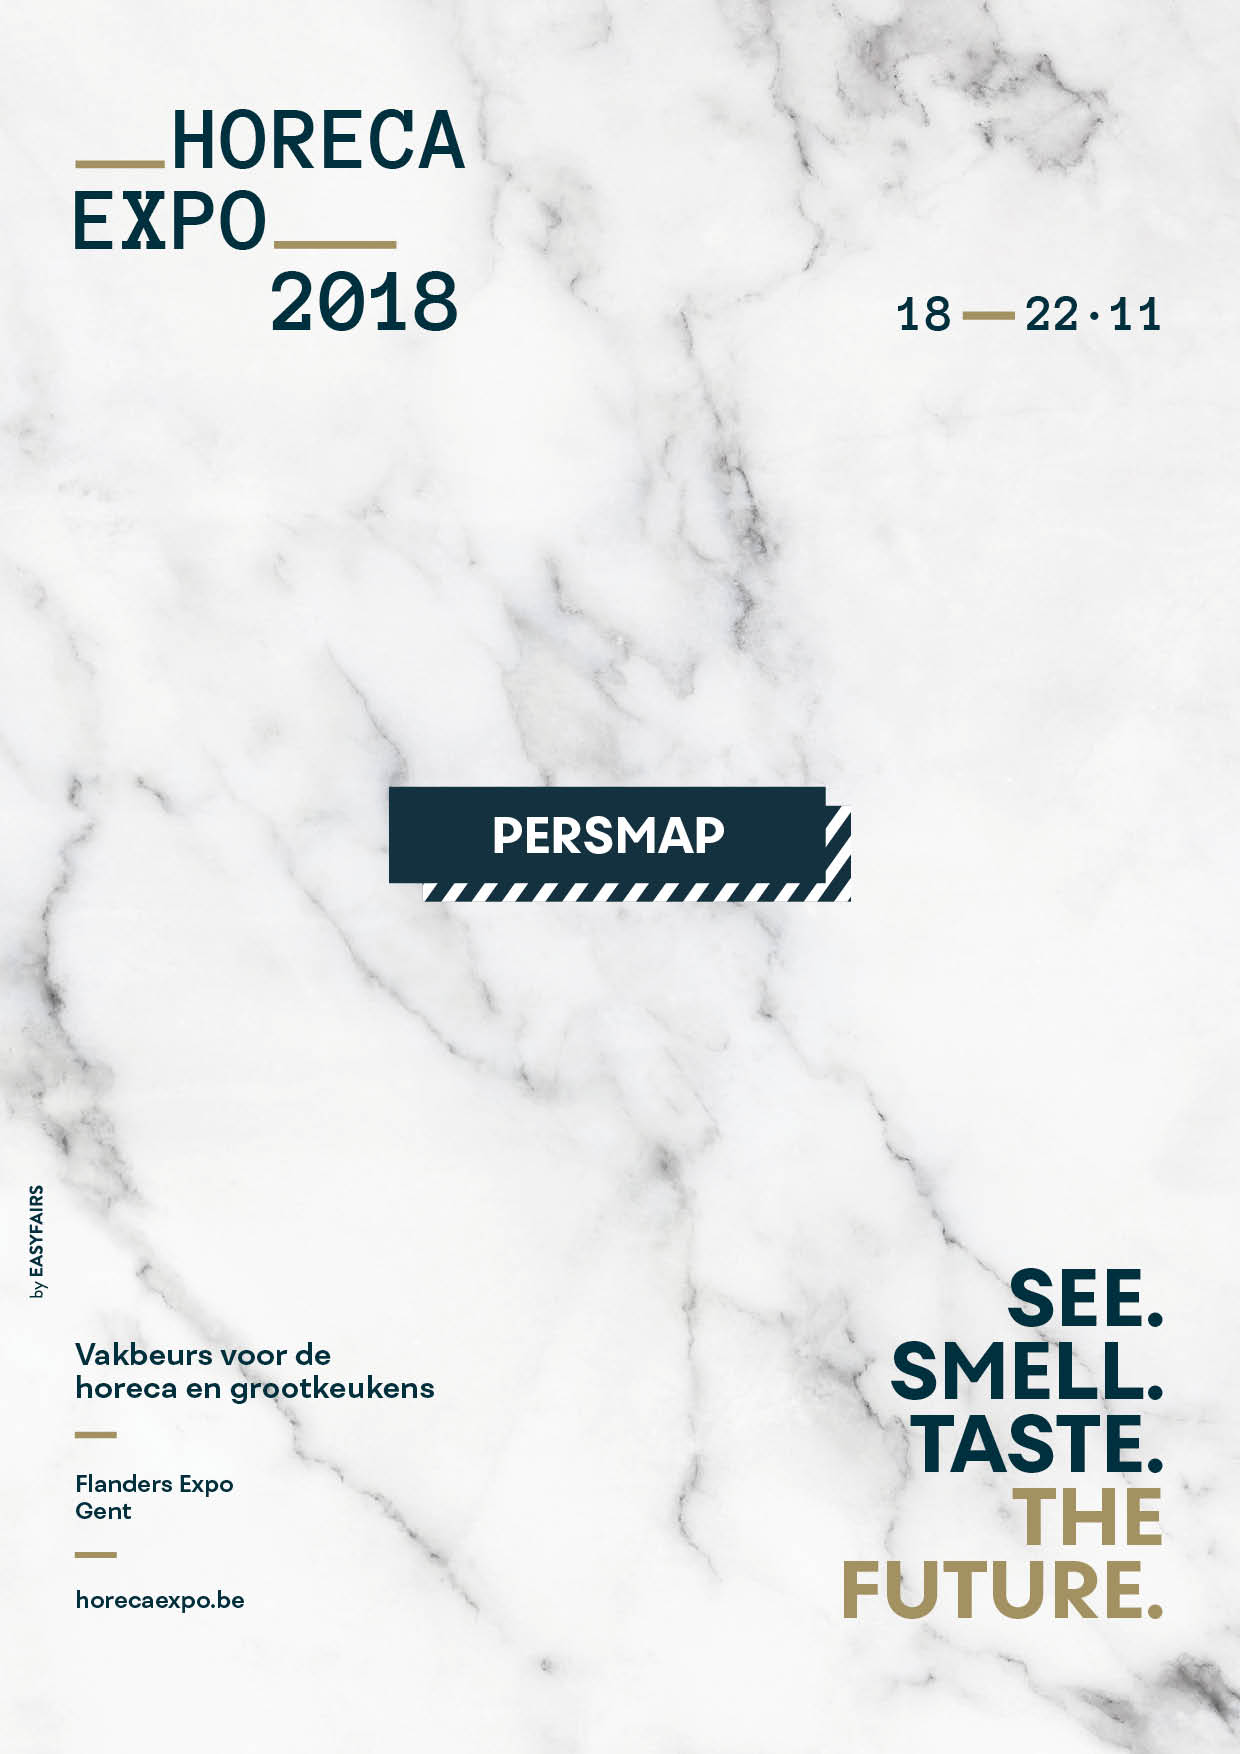 HORECA
EXPO
2018
18 — 22·11
PERSMAP
by EASYFAIRS
Vakbeurs voor de
horeca en grootkeukens
Flanders Expo
Gent
horecaexpo.be
SEE.
SMELL.
TASTE.
THE
FUTURE.